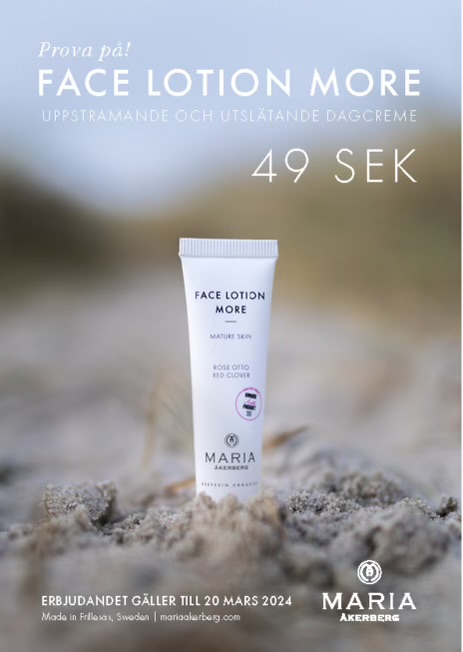 Prova på!
FACE LOTION MORE
UPPSTRAMANDE OCH UTSLÄTANDE DAGCREME
49 SEK
FACE LOTION
MORE
MATURE SKIN
ROSE OTTO
RED CLOVER
MARIA
ÅKERBERG
ERBJUDANDET GÄLLER TILL 20 MARS 2024
MARIA
ÅKERBERG
Made in Frillesås, Sweden | mariaakerberg.com